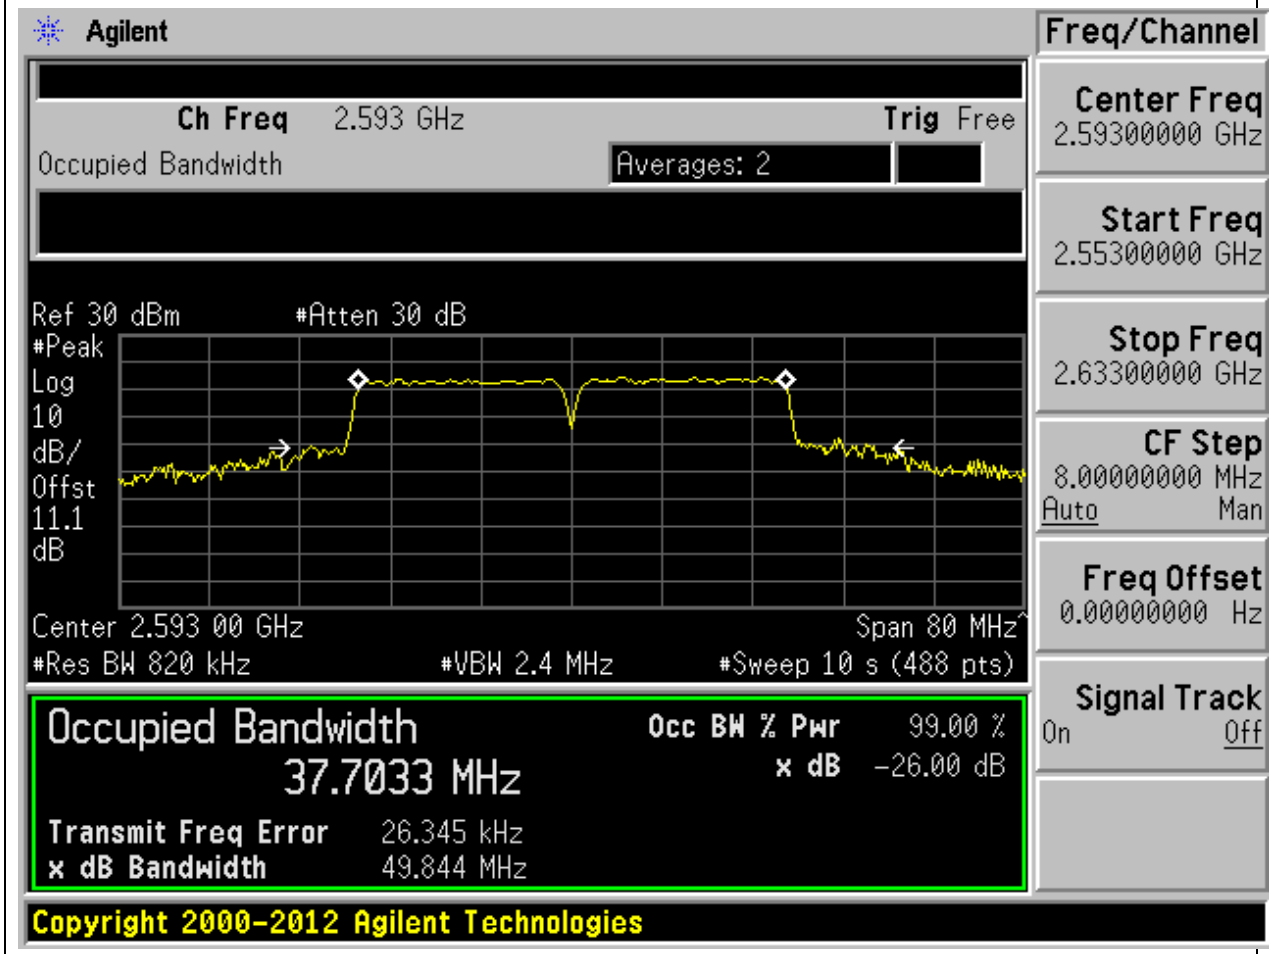 Agilent
Freq/Channel
Ch Freq 2.593 GHz Trig Free
Occupied Bandwidth Averages: 2
Center Freq
2.59300000 GHz
Start Freq
2.55300000 GHz
Stop Freq
2.63300000 GHz
CF Step
8.00000000 MHz
Auto Man
Freq Offset
0.00000000 Hz
Signal Track
On Off
Ref 30 dBm #Atten 30 dB
#Peak
Log
10
dB/
Offst
11.1
dB
Center 2.593 00 GHz Span 80 MHz^
#Res BW 820 kHz #VBW 2.4 MHz #Sweep 10 s (488 pts)
Occupied Bandwidth Occ BW % Pwr 99.00 %
37.7033 MHz x dB -26.00 dB
Transmit Freq Error 26.345 kHz
x dB Bandwidth 49.844 MHz
Copyright 2000-2012 Agilent Technologies